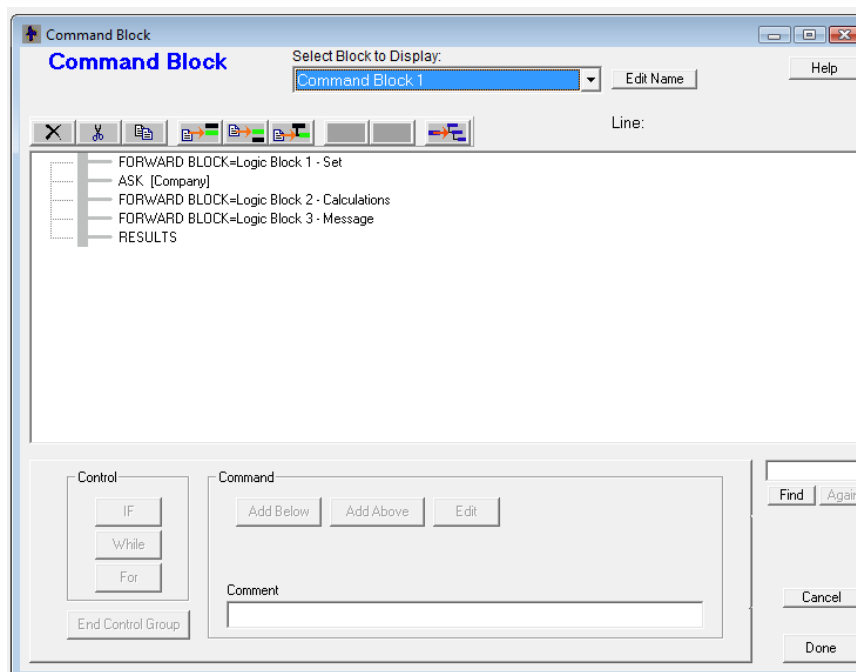 Command Block
Command Block
Select Block to Display:
Command Block 1
Edit Name
Help
Line:
FORWARD BLOCK=Logic Block 1 - Set
ASK [Company]
FORWARD BLOCK=Logic Block 2 - Calculations
FORWARD BLOCK=Logic Block 3 - Message
RESULTS
Control
IF
While
For
End Control Group
Command
Add Below
Add Above
Edit
Comment
Find
Again
Cancel
Done